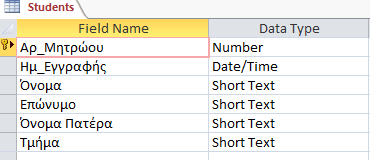 Students
Field Name Data Type
Αρ_Μητρώου Number
Ημ_Εγγραφής Date/Time
Όνομα Short Text
Επώνυμο Short Text
Όνομα Πατέρα Short Text
Τμήμα Short Text